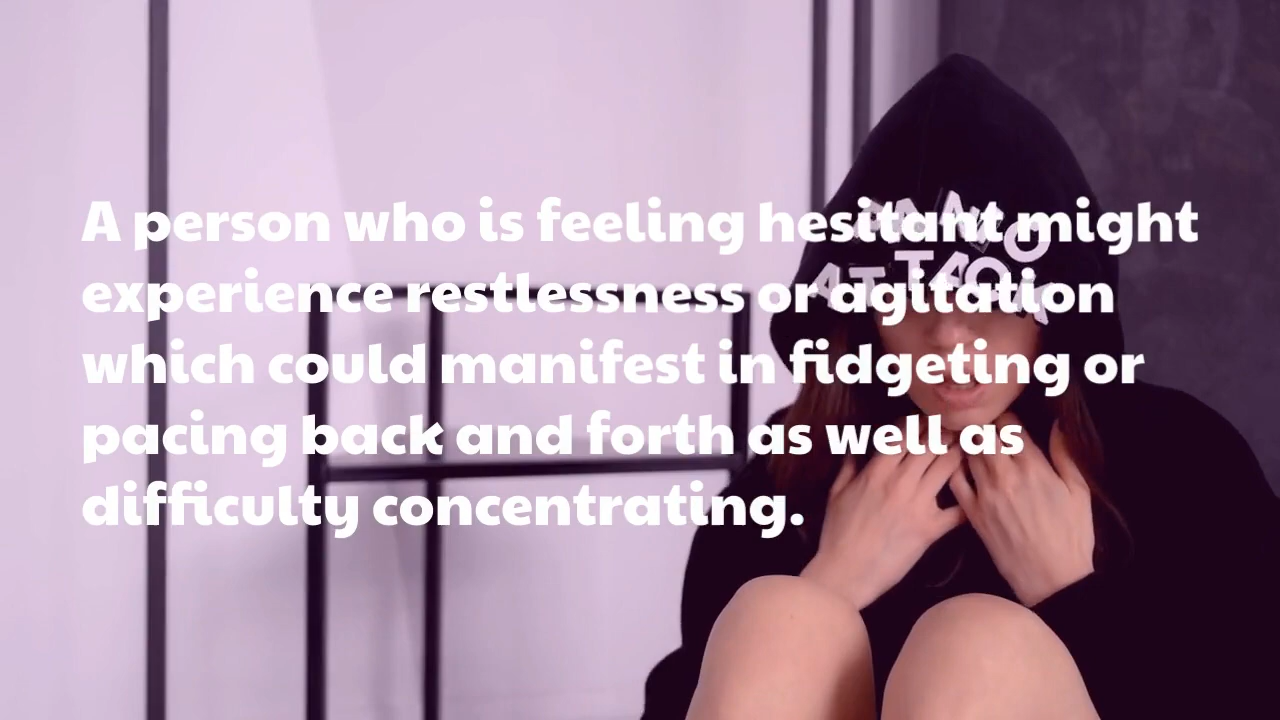 A person who is feeling hesitant might
experience restlessness or agitation
which could manifest in fidgeting or
pacing back and forth as well as
difficulty concentrating.